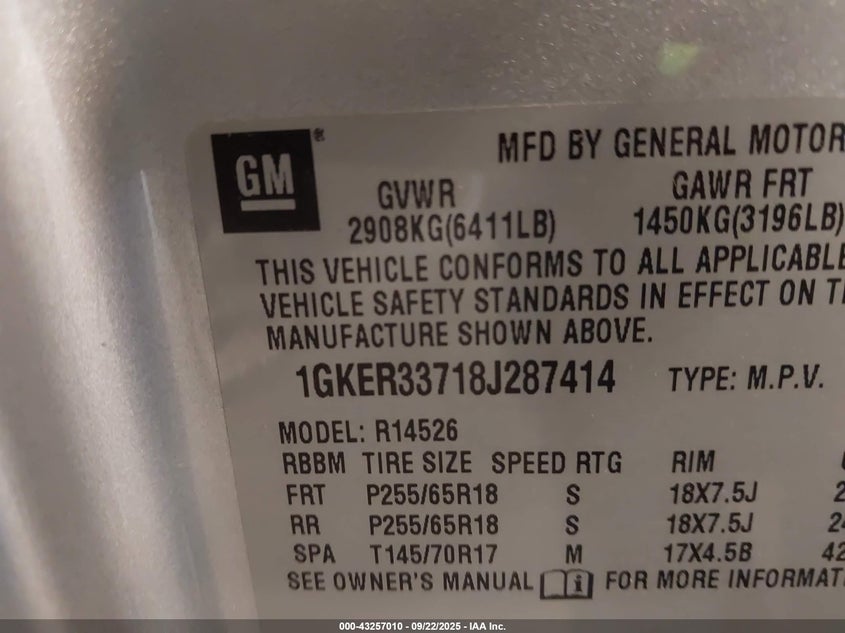 GM®
MFD BY GENERAL MOTOR
GVWR GAWR FRT
2908KG(6411LB) 1450KG(3196LB)
THIS VEHICLE CONFORMS TO ALL APPLICABLE
VEHICLE SAFETY STANDARDS IN EFFECT ON T
MANUFACTURE SHOWN ABOVE.
1GKER33718J287414 TYPE: M.P.V.
MODEL: R14526
RBBM TIRE SIZE SPEED RTG RIM
FRT P255/65R18 S 18X7.5J 2
RR P255/65R18 S 18X7.5J 24
SPA T145/70R17 M 17X4.5B 42
SEE OWNER'S MANUAL FOR MORE INFORMAT
000-43257010 - 09/22/2025 - IAA Inc.